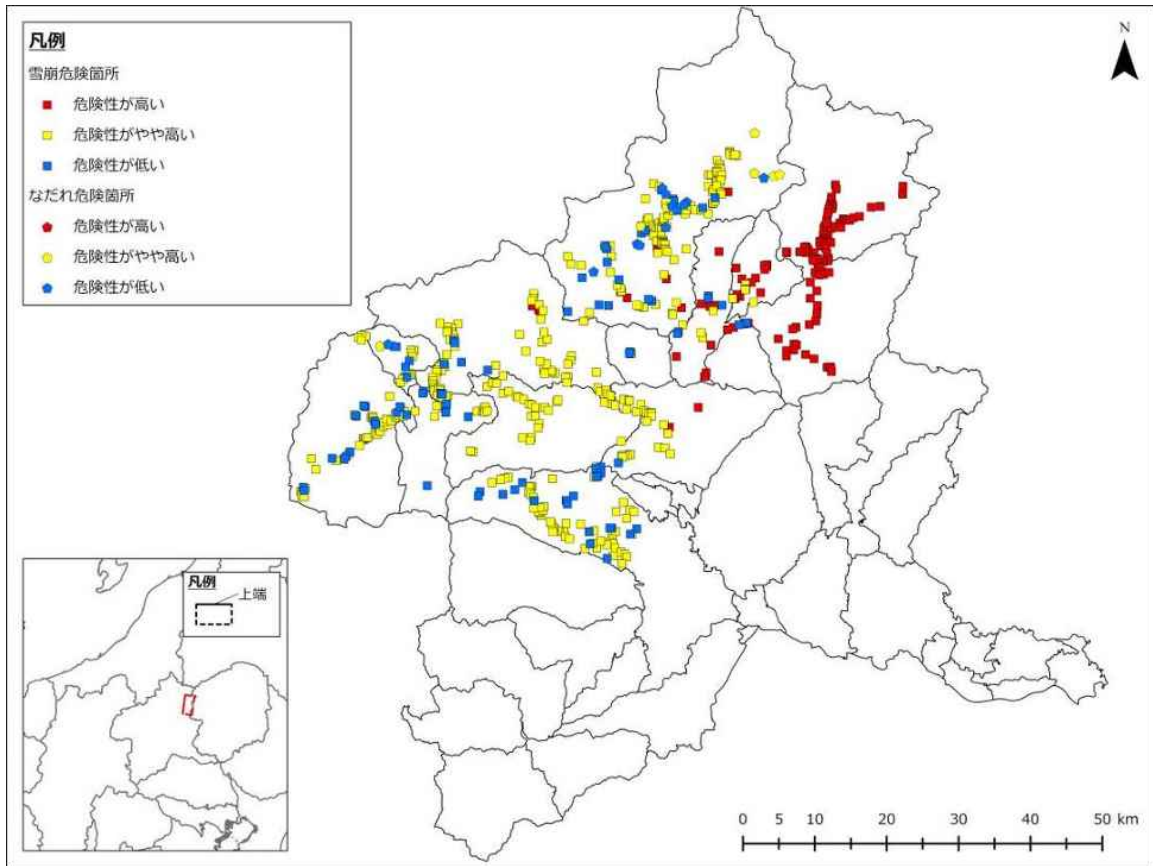 凡例
雪崩危険箇所
危険性が高い
危険性がやや高い
危険性が低い
なだれ危険箇所
危険性が高い
危険性がやや高い
危険性が低い
N
凡例
上端
0 5 10 20 30 40 50 km